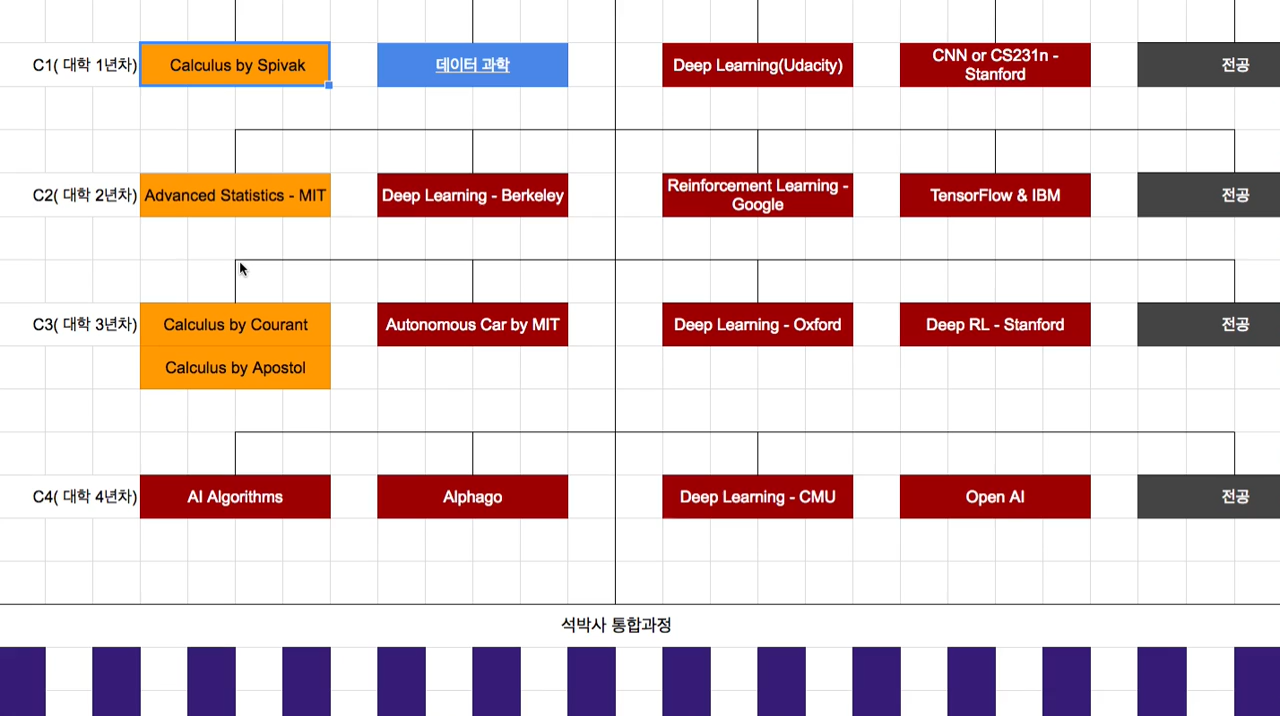 C1( 대학 1년차)
Calculus by Spivak
데이터 과학
Deep Learning(Udacity)
CNN or CS231n -
Stanford
전공
C2( 대학 2년차)
Advanced Statistics - MIT
Deep Learning - Berkeley
Reinforcement Learning -
Google
TensorFlow & IBM
전공
C3( 대학 3년차)
Calculus by Courant
Autonomous Car by MIT
Deep Learning - Oxford
Deep RL - Stanford
전공
Calculus by Apostol
C4( 대학 4년차)
AI Algorithms
Alphago
Deep Learning - CMU
Open AI
전공
석박사 통합과정